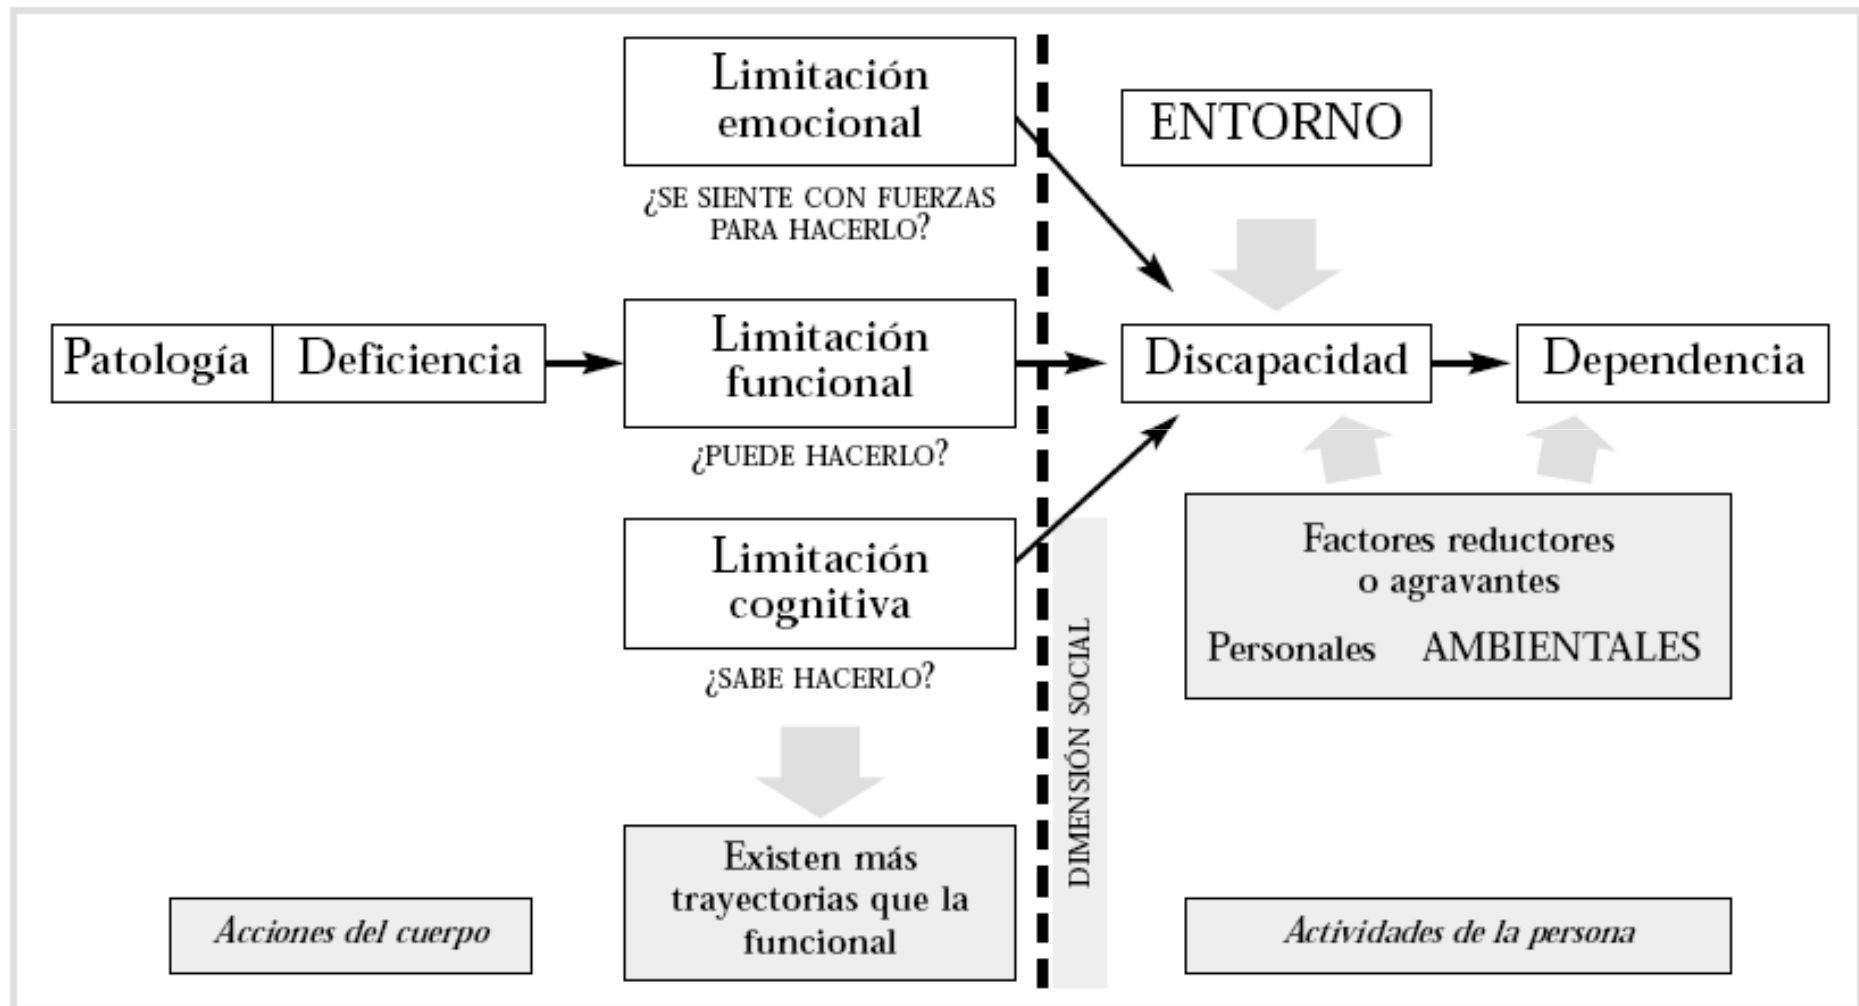 Limitación
emocional
¿SE SIENTE CON FUERZAS
PARA HACERLO?
ENTORNO
Patología
Deficiencia
Limitación
funcional
¿PUEDE HACERLO?
Discapacidad
Dependencia
Limitación
cognitiva
¿SABE HACERLO?
DIMENSIÓN SOCIAL
Factores reductores
o agravantes
Personales AMBIENTALES
Existen más
trayectorias que la
funcional
Acciones del cuerpo
Actividades de la persona